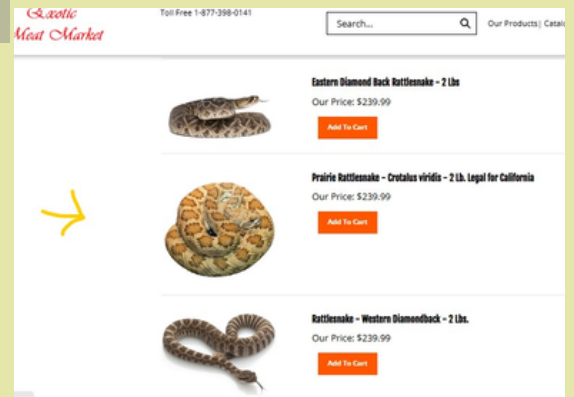 Exotic
Meat Market
Toll Free 1-877-398-0141
Search...
Our Products| Catal
Eastern Diamond Back Rattlesnake - 2 Lbs
Our Price: $239.99
Add To Cart
Prairie Rattlesnake - Crotalus viridis - 2 Lb. Legal for California
Our Price: $239.99
Add To Cart
Rattlesnake - Western Diamondback - 2 Lbs.
Our Price: $239.99
Add To Cart